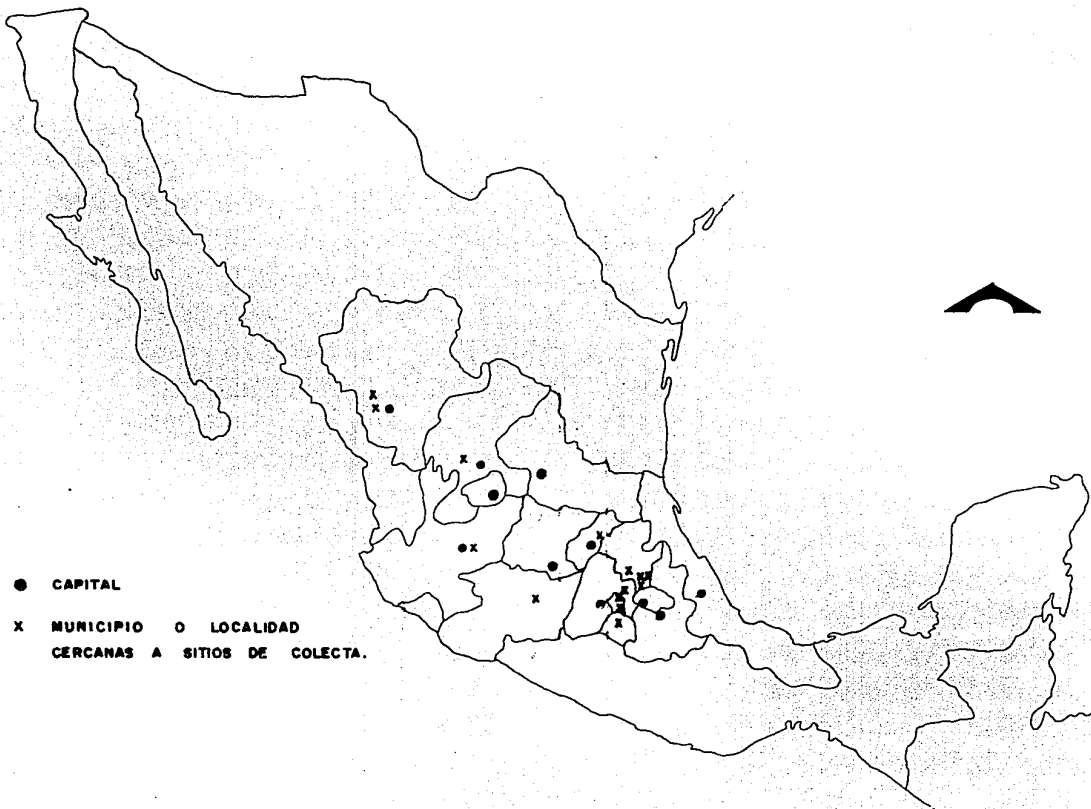 ● CAPITAL
X MUNICIPIO O LOCALIDAD
CERCANAS A SITIOS DE COLECTA.